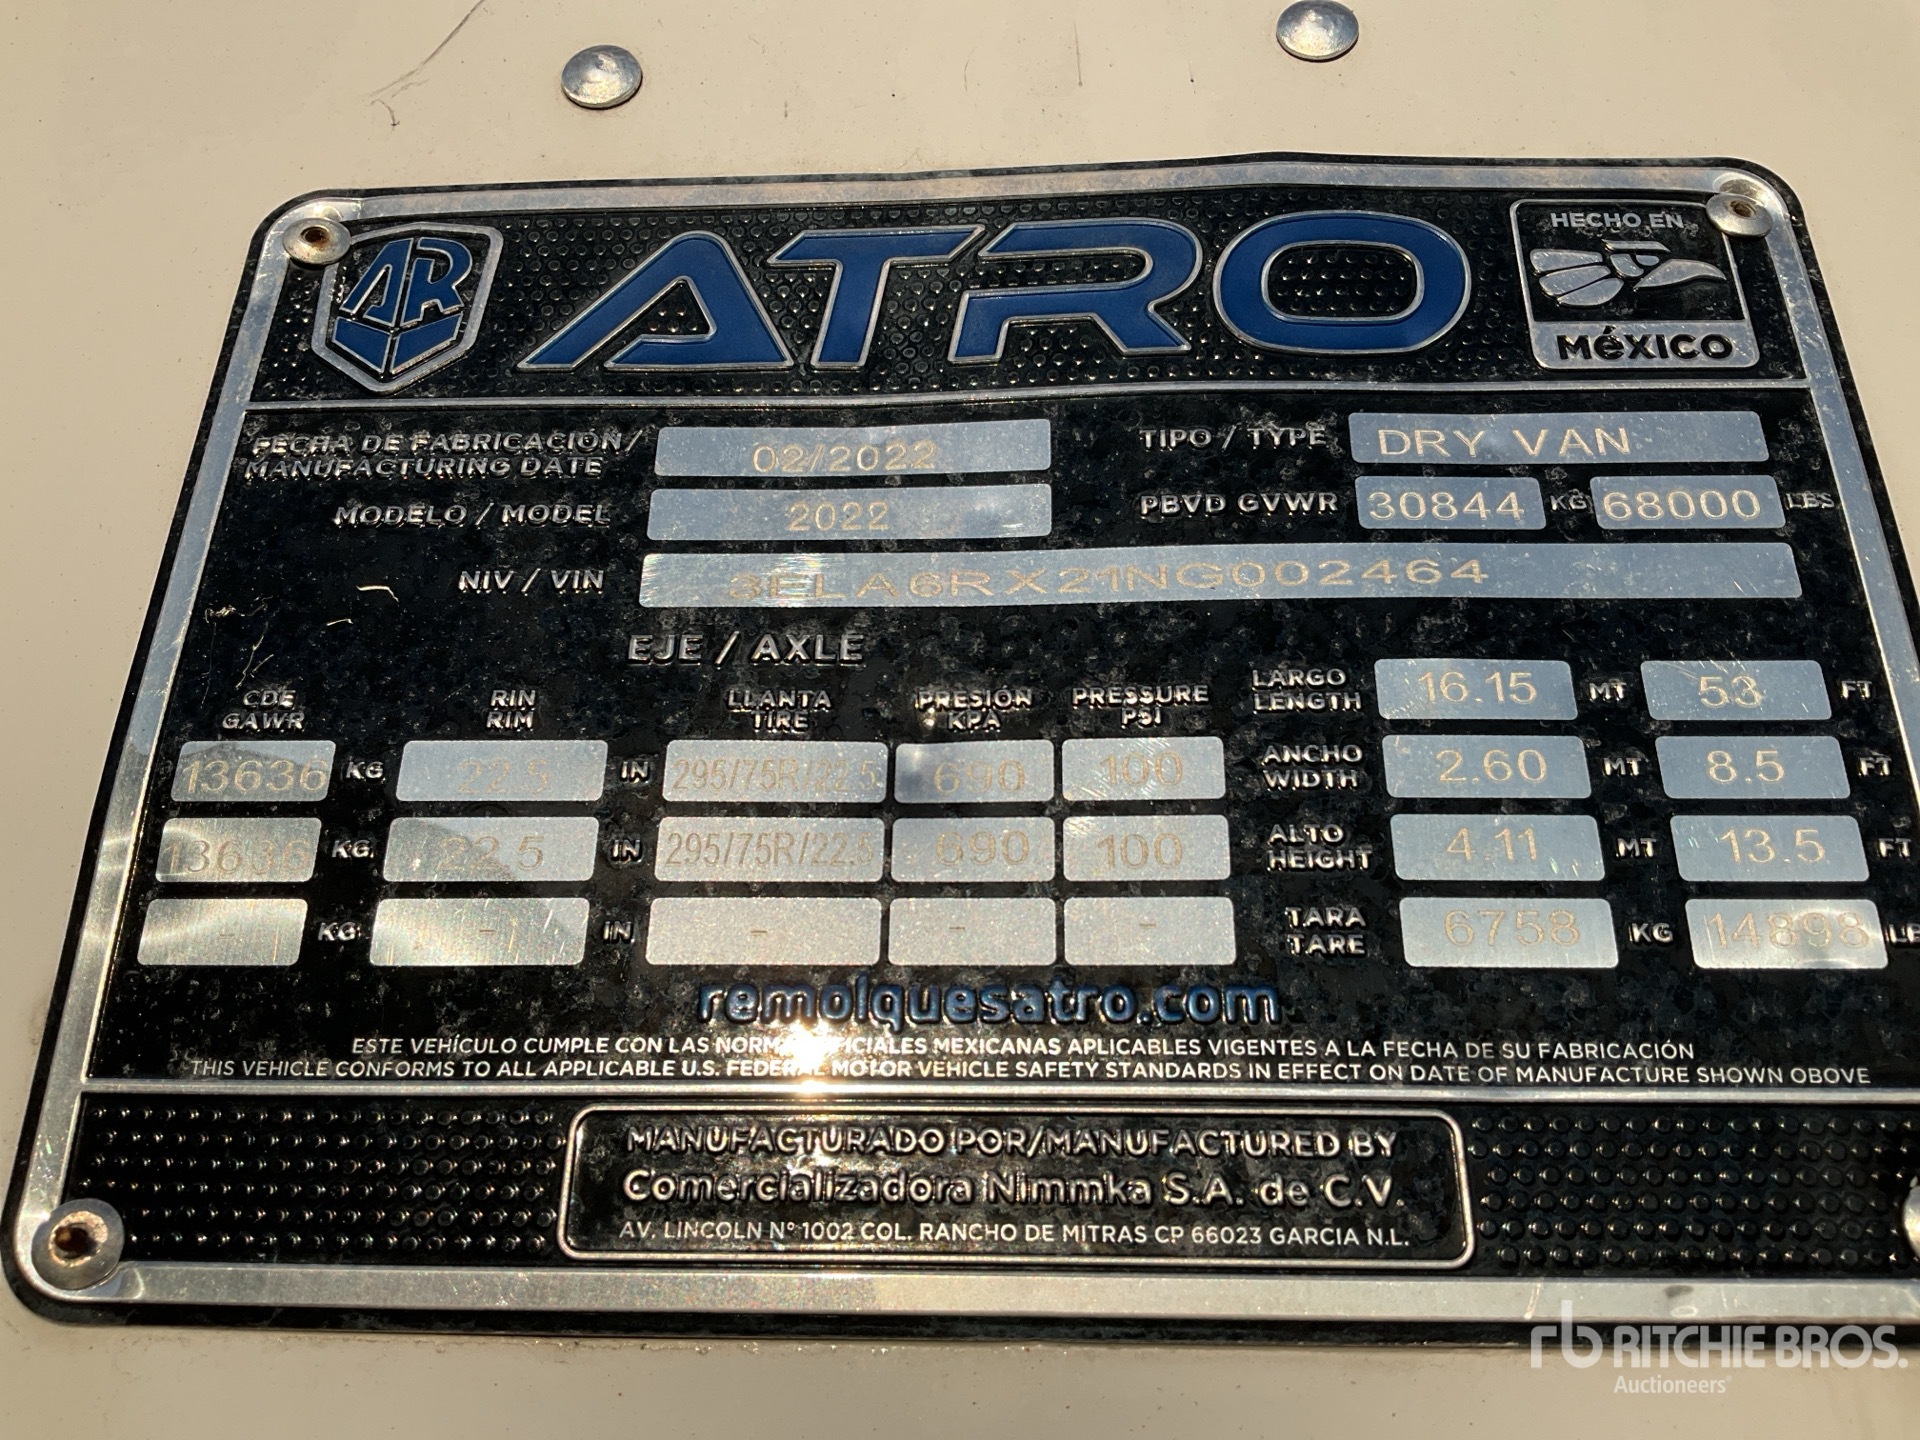 AR
ATRO
HECHO EN
MéXICO
FECHA DE FABRICACIÓN /
MANUFACTURING DATE
02/2022
TIPO / TYPE DRY VAN
MODELO / MODEL 2022
PBVD GVWR 30844 KG 68000 LBS
NIV / VIN 3ELA6RX21NG002464
EJE / AXLE
CDE
GAWR
RIN
RIM
LLANTA
TIRE
PRESIÓN
KPA
PRESSURE
PSI
LARGO
LENGTH
16.15 MT 53 FT
13636 KG 22.5 IN 295/75R/22.5 690 100
ANCHO
WIDTH
2.60 MT 8.5 FT
13636 KG. 22.5 IN 295/75R/22.5 690 100
ALTO
HEIGHT
4.11 MT 13.5 FT
- KG - IN - - -
TARA
TARE
6758 KG 14898 LB
remolquesatro.com
ESTE VEHÍCULO CUMPLE CON LAS NORMAS OFICIALES MEXICANAS APLICABLES VIGENTES A LA FECHA DE SU FABRICACIÓN
THIS VEHICLE CONFORMS TO ALL APPLICABLE U.S. FEDERAL MOTOR VEHICLE SAFETY STANDARDS IN EFFECT ON DATE OF MANUFACTURE SHOWN OBOVE
MANUFACTURADO POR/MANUFACTURED BY
Comercializadora Nimmka S.A. de C.V.
AV. LINCOLN N° 1002 COL. RANCHO DE MITRAS CP 66023 GARCIA N.L.
rb RITCHIE BROS.
Auctioneers